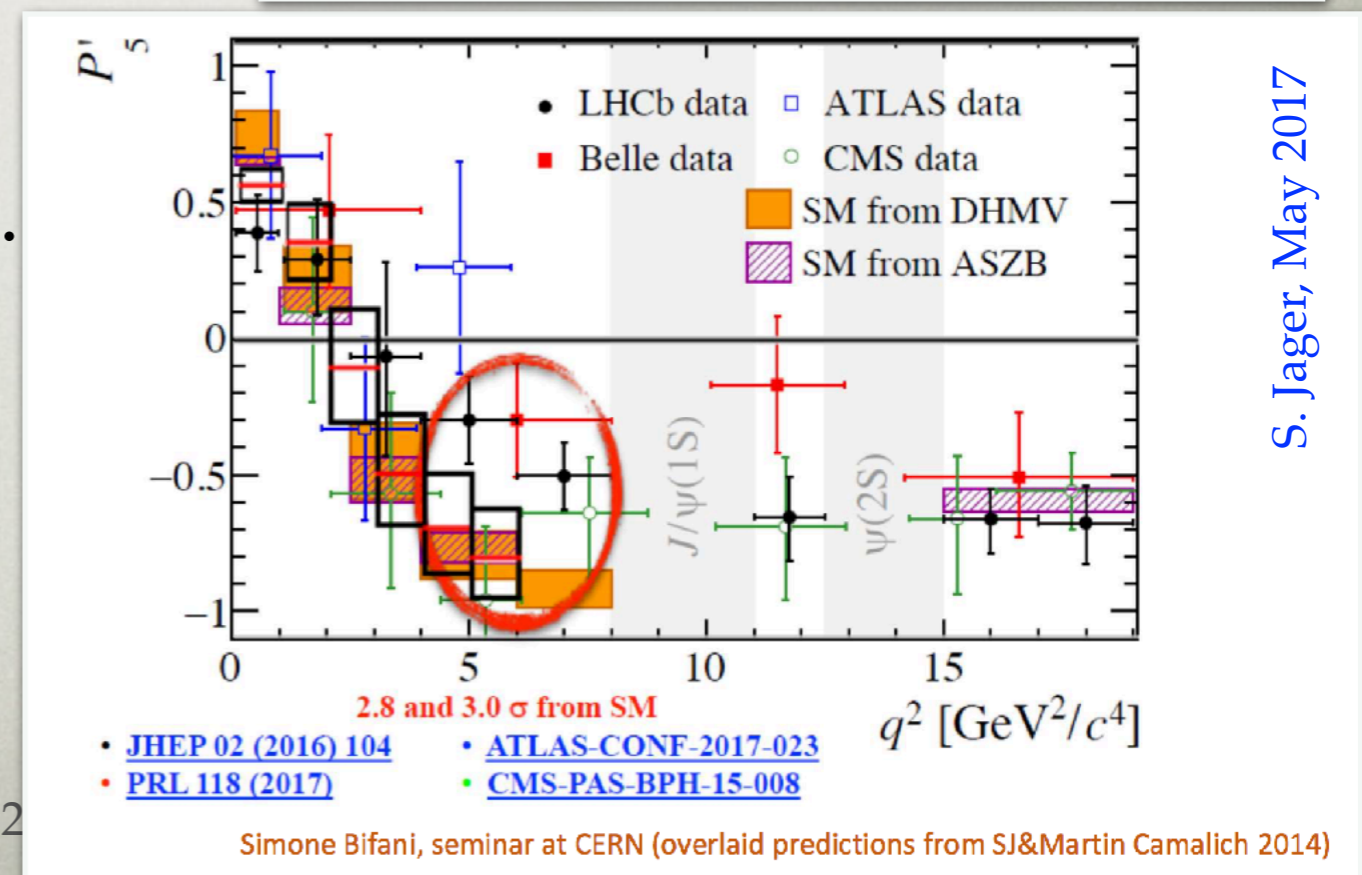 P'5
1
0.5
0
−0.5
−1
LHCb data
ATLAS data
Belle data
CMS data
SM from DHMV
SM from ASZB
J/ψ(1S)
ψ(2S)
0 5 10 15
q² [GeV²/c⁴]
2.8 and 3.0 σ from SM
• JHEP 02 (2016) 104 • ATLAS-CONF-2017-023
• PRL 118 (2017) • CMS-PAS-BPH-15-008
S. Jager, May 2017
2
Simone Bifani, seminar at CERN (overlaid predictions from SJ&Martin Camalich 2014)